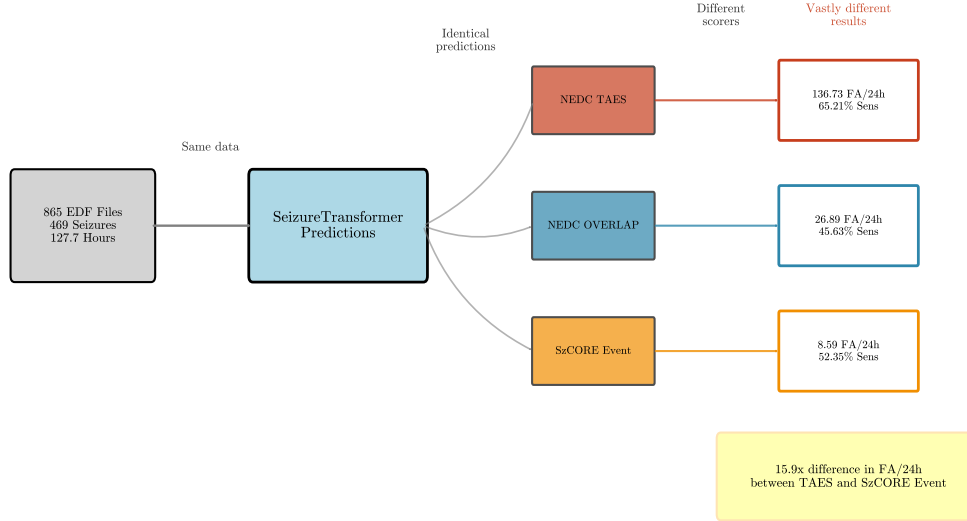 Different
scorers
Vastly different
results
Identical
predictions
NEDC TAES
136.73 FA/24h
65.21% Sens
Same data
865 EDF Files
469 Seizures
127.7 Hours
SeizureTransformer
Predictions
NEDC OVERLAP
26.89 FA/24h
45.63% Sens
SzCORE Event
8.59 FA/24h
52.35% Sens
15.9x difference in FA/24h
between TAES and SzCORE Event